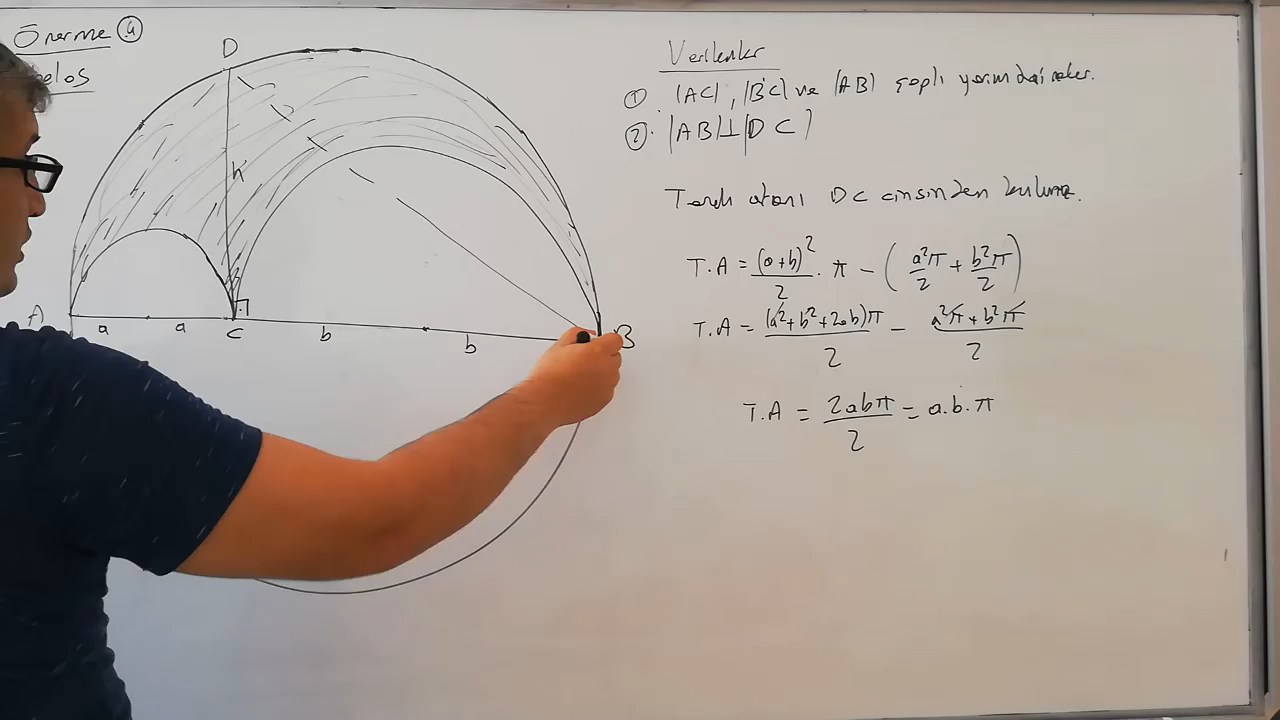 Önerme ④
elos
D
h
A
a
a
C
b
b
B
Verilenler
① [AC], [BC] ve [AB] çaplı yarım daireler.
② [AB]⊥[DC]
Taralı alanı DC cinsinden bulunuz.
T.A = (a+b)²/2 . π − (a²π/2 + b²π/2)
T.A = (a²+b²+2ab)π/2 − a²π+b²π/2
T.A = 2abπ/2 = a.b.π